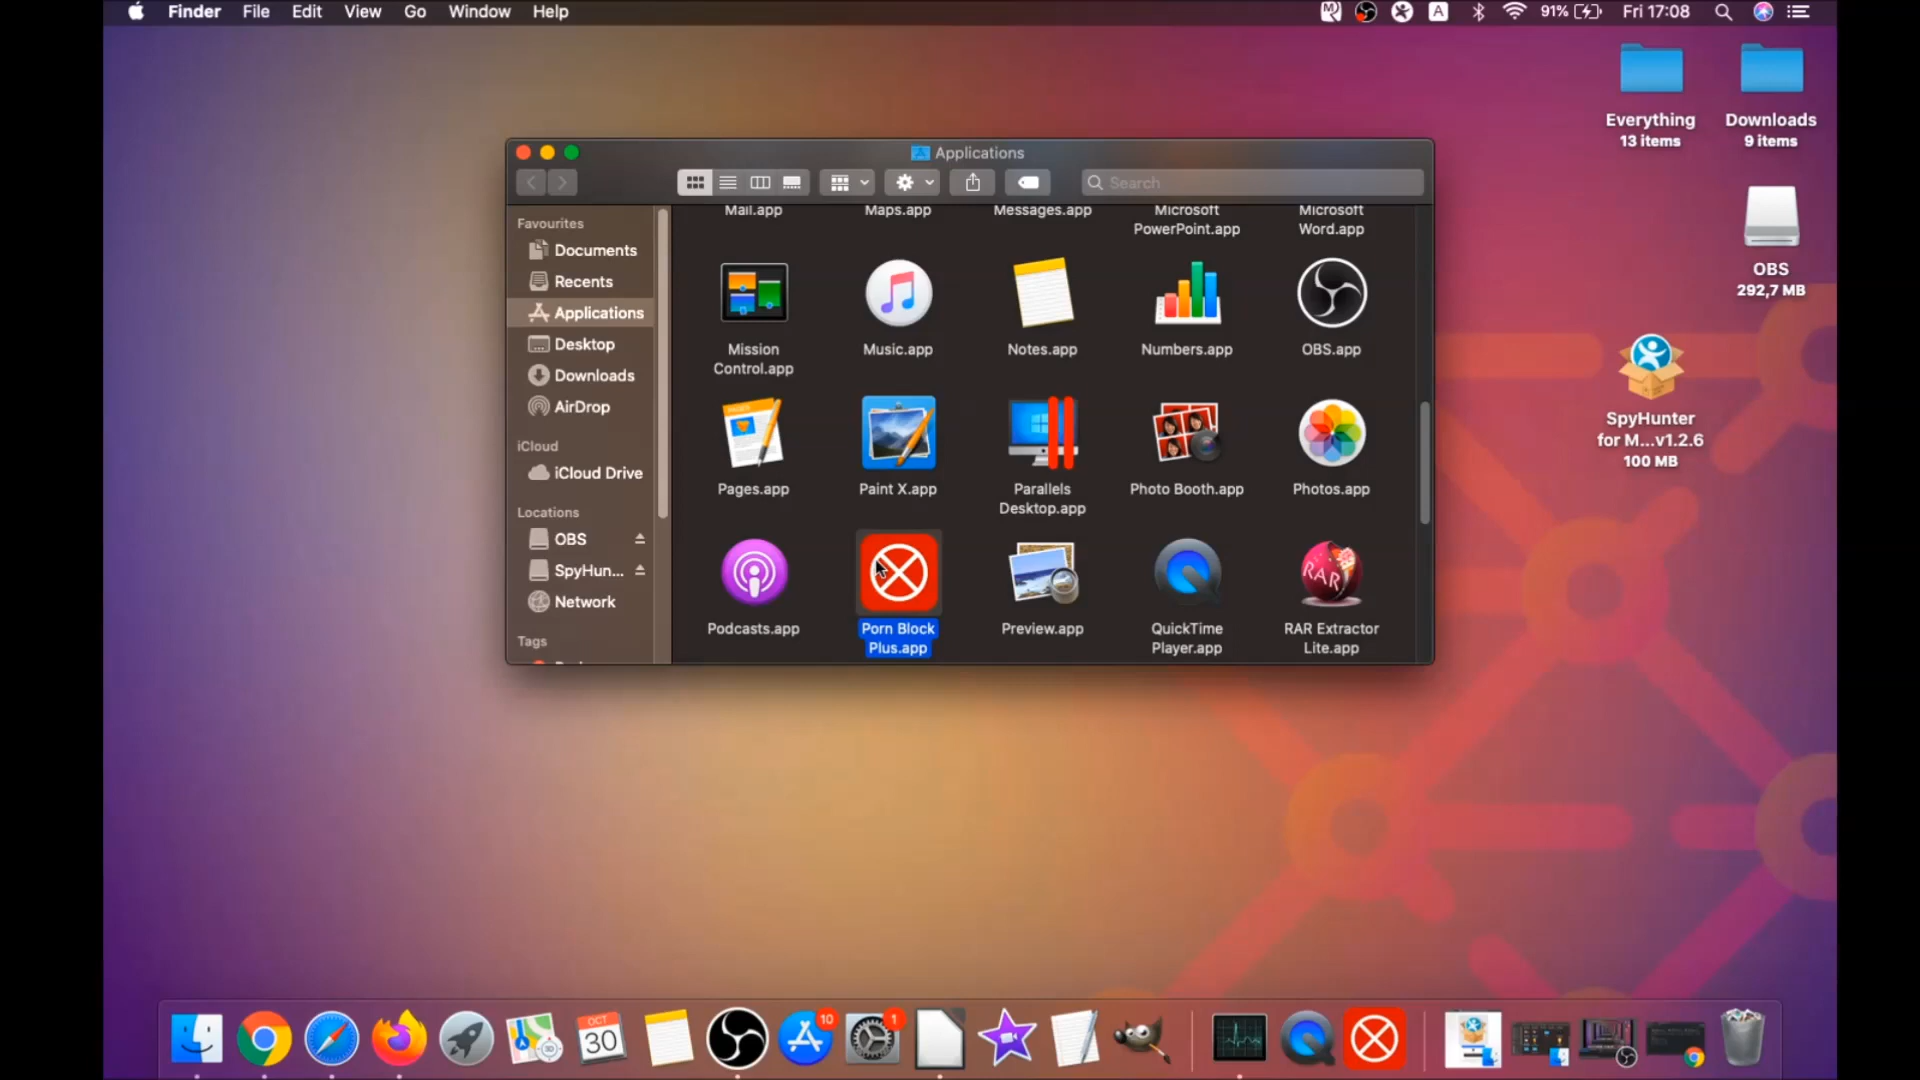 Finder File Edit View Go Window Help
A 91% Fri 17:08
Everything
13 items
Downloads
9 items
OBS
292,7 MB
SpyHunter
for M...v1.2.6
100 MB
Applications
Search
Favourites
Documents
Recents
Applications
Desktop
Downloads
AirDrop
iCloud
iCloud Drive
Locations
OBS
SpyHun...
Network
Tags
Mail.app Maps.app Messages.app Microsoft PowerPoint.app Microsoft Word.app
Mission Control.app Music.app Notes.app Numbers.app OBS.app
Pages.app Paint X.app Parallels Desktop.app Photo Booth.app Photos.app
Podcasts.app Porn Block Plus.app Preview.app QuickTime Player.app RAR Extractor Lite.app
RAR
OCT
30
10
1